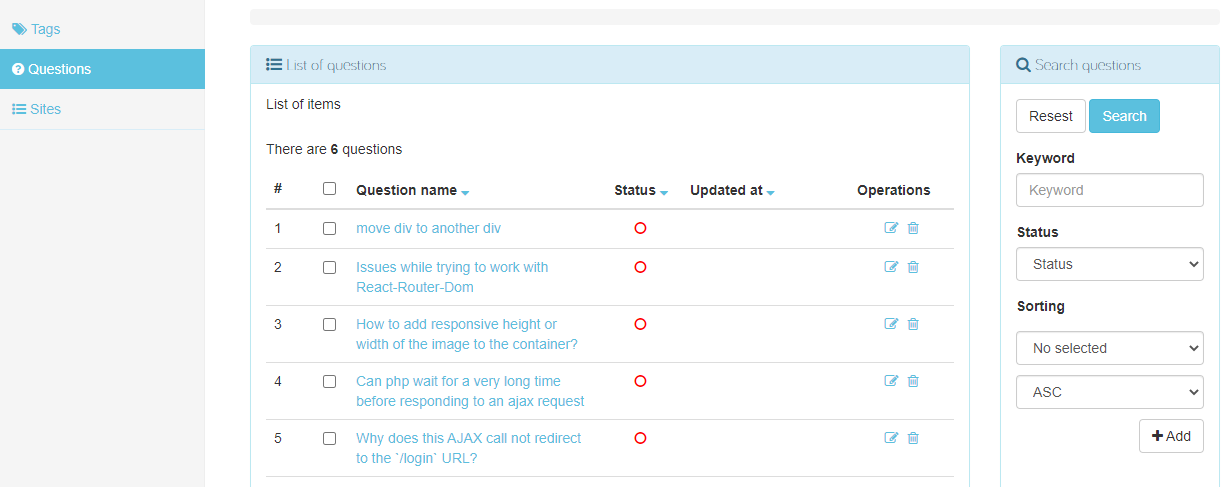 Tags
Questions
Sites
List of questions
List of items
There are 6 questions
# Question name Status Updated at Operations
1 move div to another div
2 Issues while trying to work with
React-Router-Dom
3 How to add responsive height or
width of the image to the container?
4 Can php wait for a very long time
before responding to an ajax request
5 Why does this AJAX call not redirect
to the `/login` URL?
Search questions
Resest Search
Keyword
Keyword
Status
Status
Sorting
No selected
ASC
Add